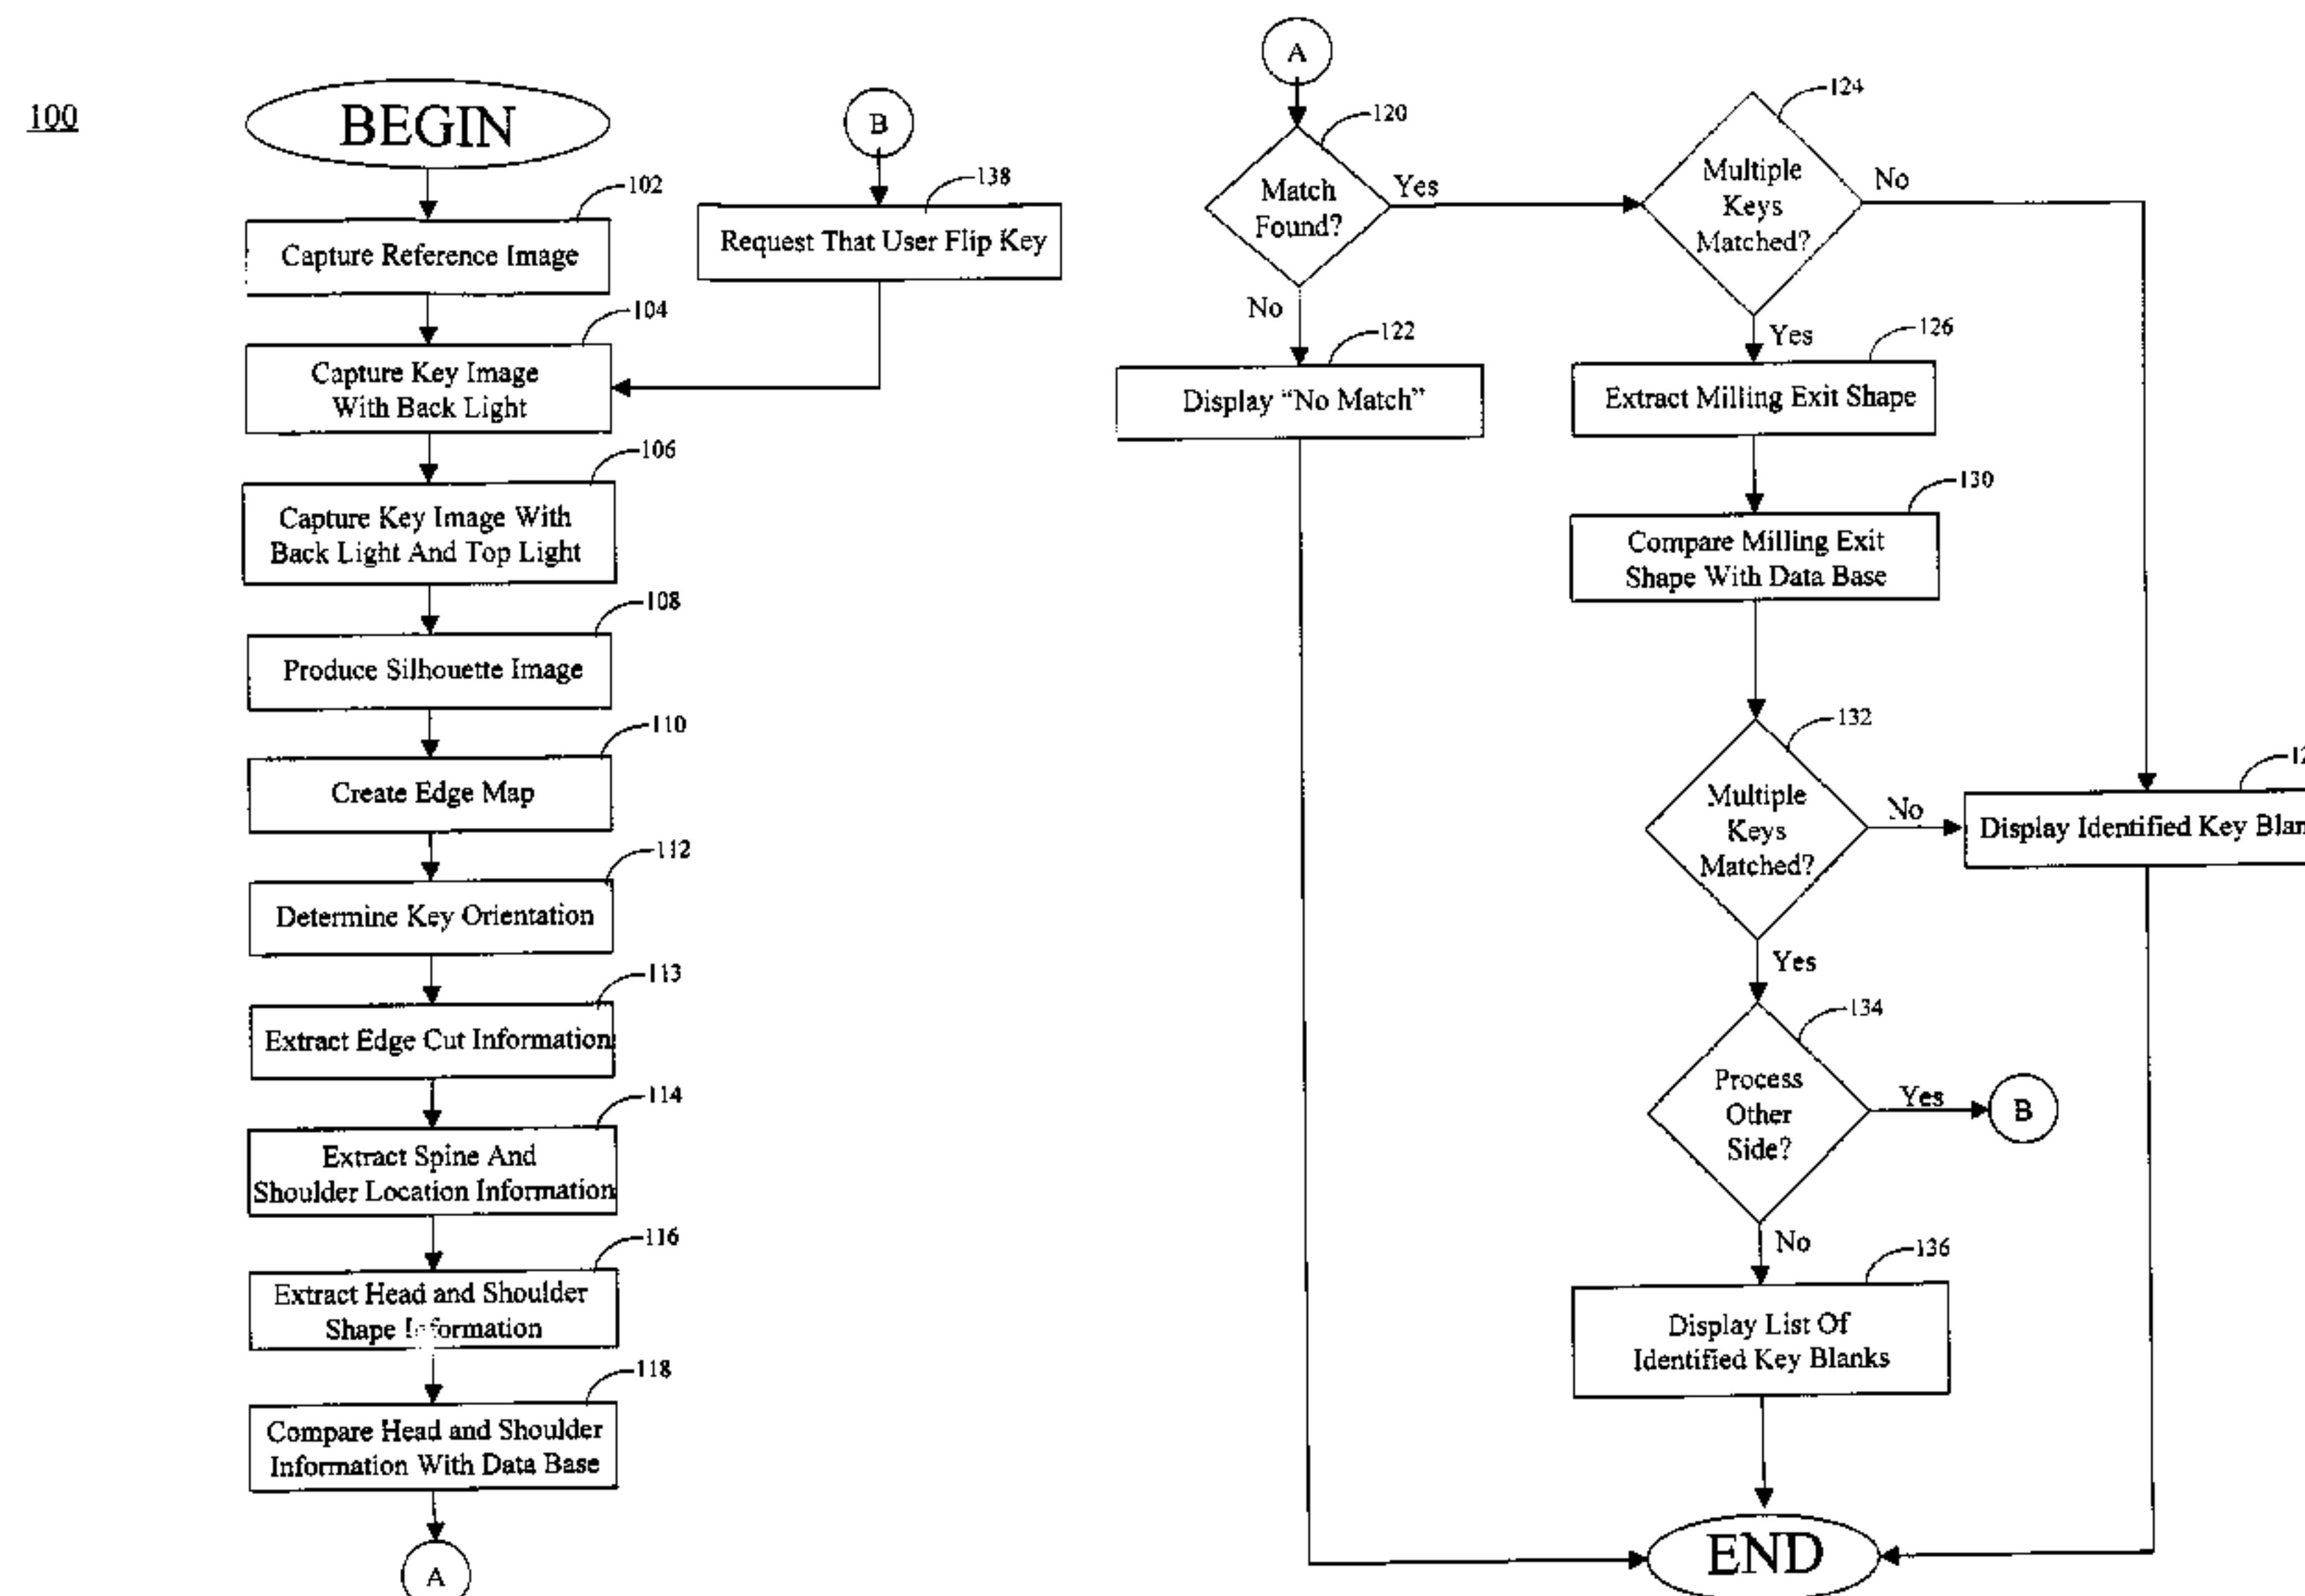 100
BEGIN
102
Capture Reference Image
104
Capture Key Image
With Back Light
106
Capture Key Image With
Back Light And Top Light
108
Produce Silhouette Image
110
Create Edge Map
112
Determine Key Orientation
113
Extract Edge Cut Information
114
Extract Spine And
Shoulder Location Information
116
Extract Head and Shoulder
Shape Information
118
Compare Head and Shoulder
Information With Data Base
A
B
138
Request That User Flip Key
A
120
Match
Found?
Yes
No
122
Display “No Match”
124
Multiple
Keys
Matched?
No
Yes
126
Extract Milling Exit Shape
130
Compare Milling Exit
Shape With Data Base
132
Multiple
Keys
Matched?
No
Display Identified Key
Yes
134
Process
Other
Side?
Yes
B
No
136
Display List Of
Identified Key Blanks
END